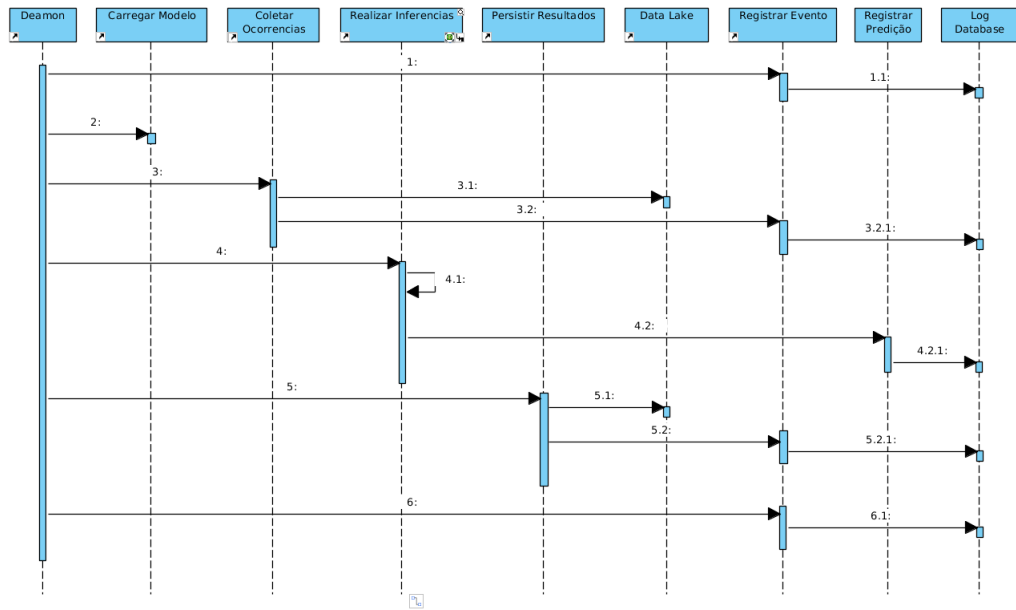 Deamon
Carregar Modelo
Coletar
Ocorrencias
Realizar Inferencias
Persistir Resultados
Data Lake
Registrar Evento
Registrar
Predição
Log
Database
1:
1.1:
2:
3:
3.1:
3.2:
3.2.1:
4:
4.1:
4.2:
4.2.1:
5:
5.1:
5.2:
5.2.1:
6:
6.1: